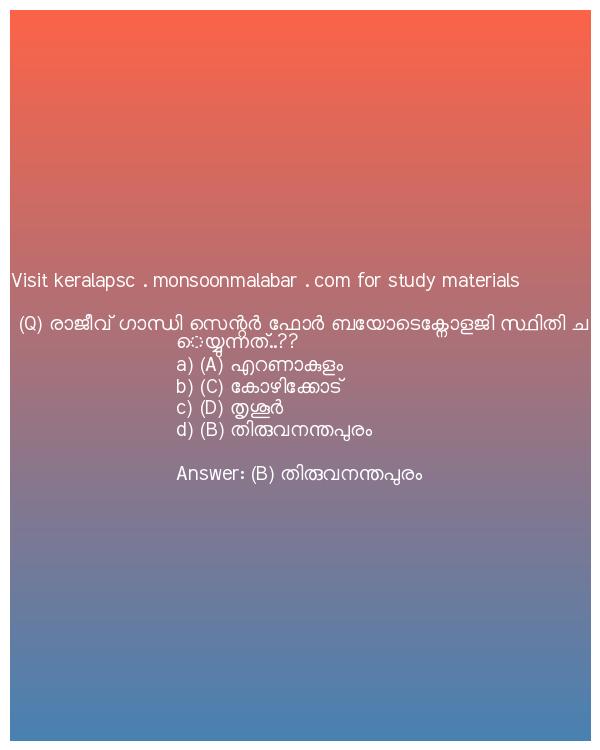 Visit keralapsc . monsoonmalabar . com for study materials
(Q) രാജീവ് ഗാന്ധി സെന്റർ ഫോർ ബയോടെക്നോളജി സ്ഥിതി ച
െയ്യുന്നത്..??
a) (A) എറണാകുളം
b) (C) കോഴിക്കോട്
c) (D) തൃശൂർ
d) (B) തിരുവനന്തപുരം
Answer: (B) തിരുവനന്തപുരം